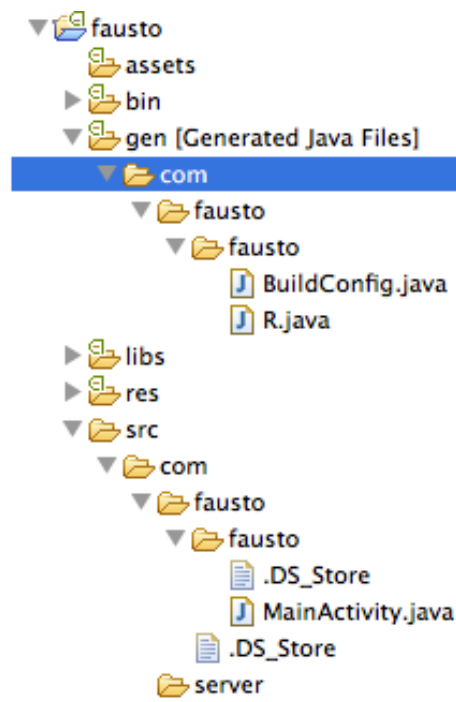 fausto
assets
bin
gen [Generated Java Files]
com
fausto
fausto
BuildConfig.java
R.java
libs
res
src
com
fausto
fausto
.DS_Store
MainActivity.java
.DS_Store
server